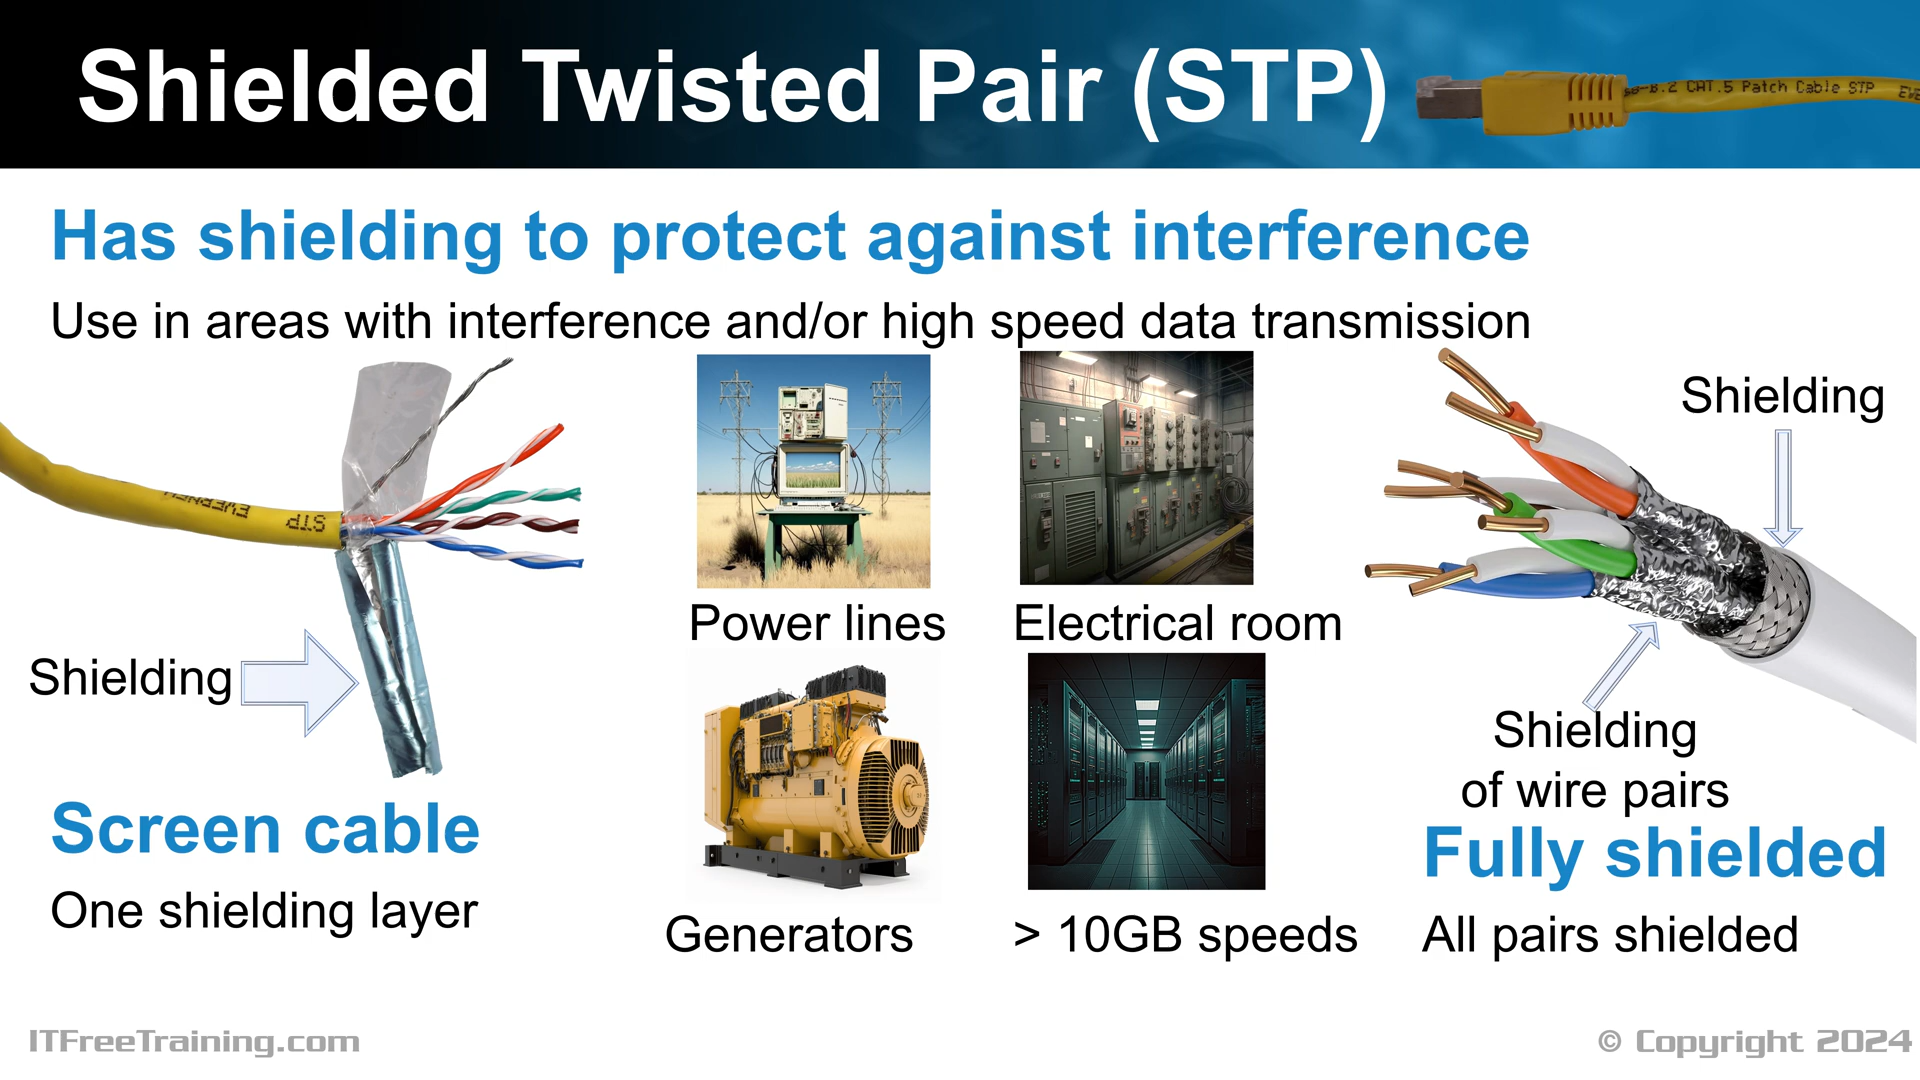 Shielded Twisted Pair (STP)
.2 CAT.5 Patch Cable STP
Has shielding to protect against interference
Use in areas with interference and/or high speed data transmission
Shielding
STP
Power lines
Electrical room
Shielding
Shielding
of wire pairs
Screen cable
Fully shielded
One shielding layer
Generators
> 10GB speeds
All pairs shielded
ITFreeTraining.com
© Copyright 2024